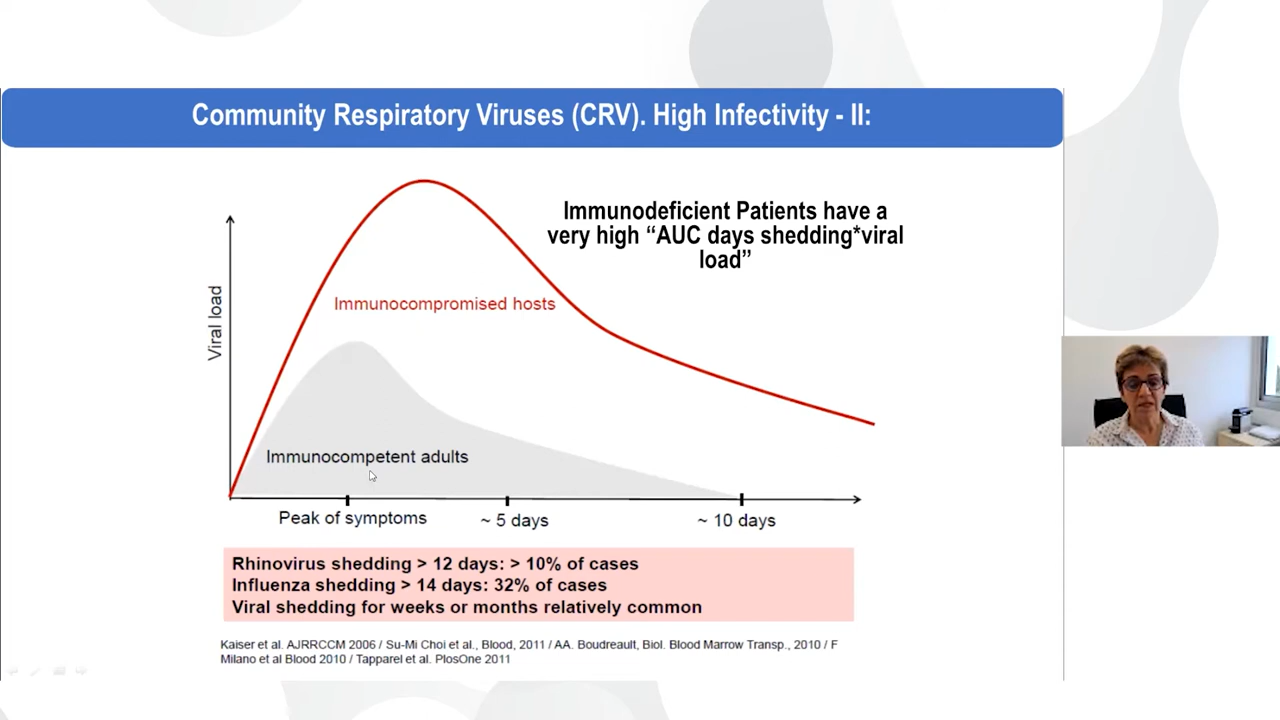 Community Respiratory Viruses (CRV). High Infectivity - II:
Immunodeficient Patients have a
very high “AUC days shedding*viral
load”
Viral load
Immunocompromised hosts
Immunocompetent adults
Peak of symptoms
~ 5 days
~ 10 days
Rhinovirus shedding > 12 days: > 10% of cases
Influenza shedding > 14 days: 32% of cases
Viral shedding for weeks or months relatively common
Kaiser et al. AJRRCCM 2006 / Su-Mi Choi et al., Blood, 2011 / AA. Boudreault, Biol. Blood Marrow Transp., 2010 / F
Milano et al Blood 2010 / Tapparel et al. PlosOne 2011